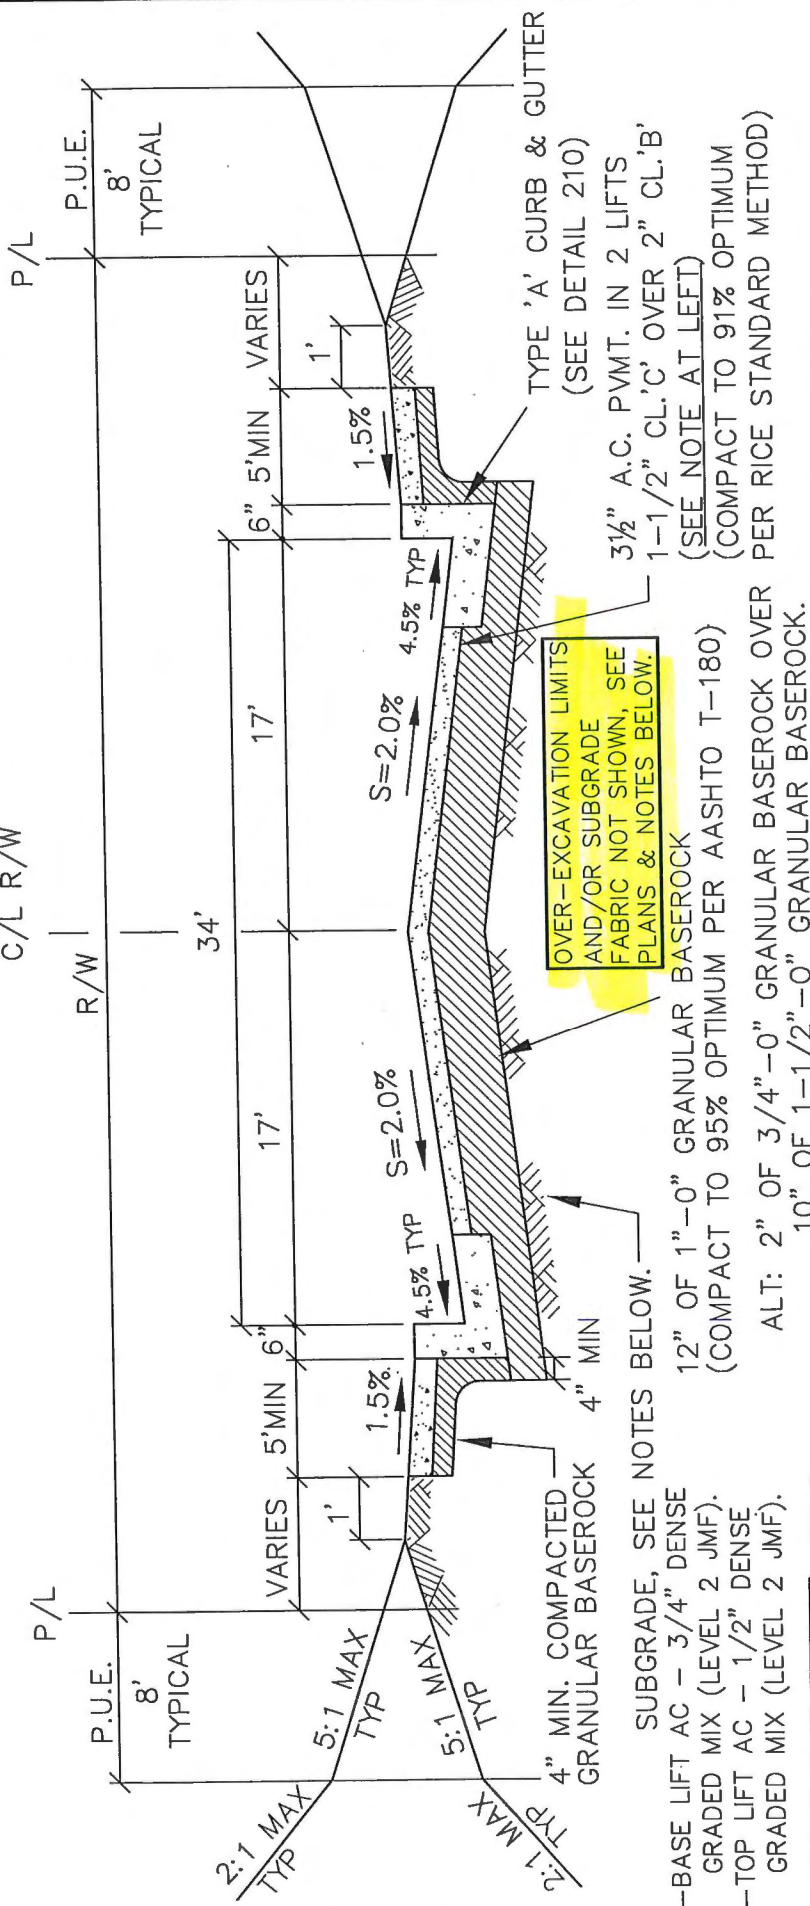 C/L R/W
P/L
P/L
R/W
P.U.E.
8'
TYPICAL
P.U.E.
8'
TYPICAL
34'
VARIES
5'MIN
6"
17'
17'
6"
5'MIN
VARIES
1'
1'
1.5%
4.5% TYP
S=2.0%
S=2.0%
4.5% TYP
1.5%
2:1 MAX
TYP
5:1 MAX
TYP
5:1 MAX
TYP
2:1 MAX
TYP
4" MIN. COMPACTED
GRANULAR BASEROCK
4" MIN
SUBGRADE, SEE NOTES BELOW.
-BASE LIFT AC - 3/4" DENSE
GRADED MIX (LEVEL 2 JMF).
-TOP LIFT AC - 1/2" DENSE
GRADED MIX (LEVEL 2 JMF).
OVER-EXCAVATION LIMITS
AND/OR SUBGRADE
FABRIC NOT SHOWN, SEE
PLANS & NOTES BELOW.
12" OF 1"-0" GRANULAR BASEROCK
(COMPACT TO 95% OPTIMUM PER AASHTO T-180)
ALT: 2" OF 3/4"-0" GRANULAR BASEROCK OVER
10" OF 1-1/2"-0" GRANULAR BASEROCK.
TYPE 'A' CURB & GUTTER
(SEE DETAIL 210)
3½" A.C. PVMT. IN 2 LIFTS
1-1/2" CL.'C' OVER 2" CL.'B'
(SEE NOTE AT LEFT)
(COMPACT TO 91% OPTIMUM
PER RICE STANDARD METHOD)